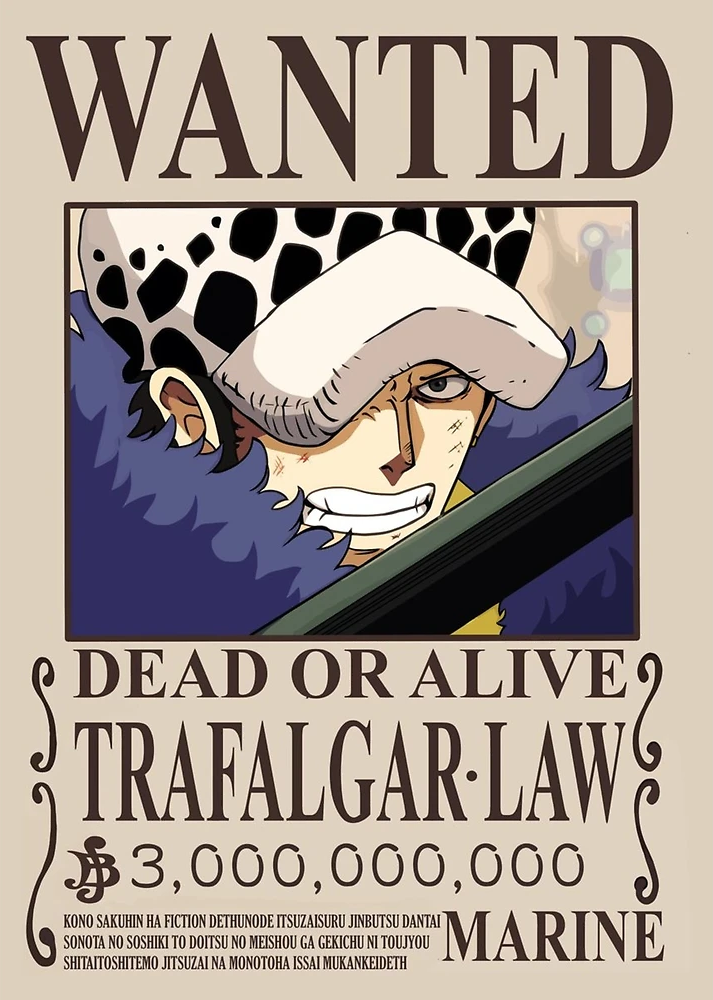 WANTED
DEAD OR ALIVE
TRAFALGAR·LAW
฿3,000,000,000
KONO SAKUHIN HA FICTION DETHUNODE ITSUZAISURU JINBUTSU DANTAI
SONOTA NO SOSHIKI TO DOITSU NO MEISHOU GA GEKICHU NI TOUJYOU
SHITAITOSHITEMO JITSUZAI NA MONOTOHA ISSAI MUKANKEIDETH
MARINE